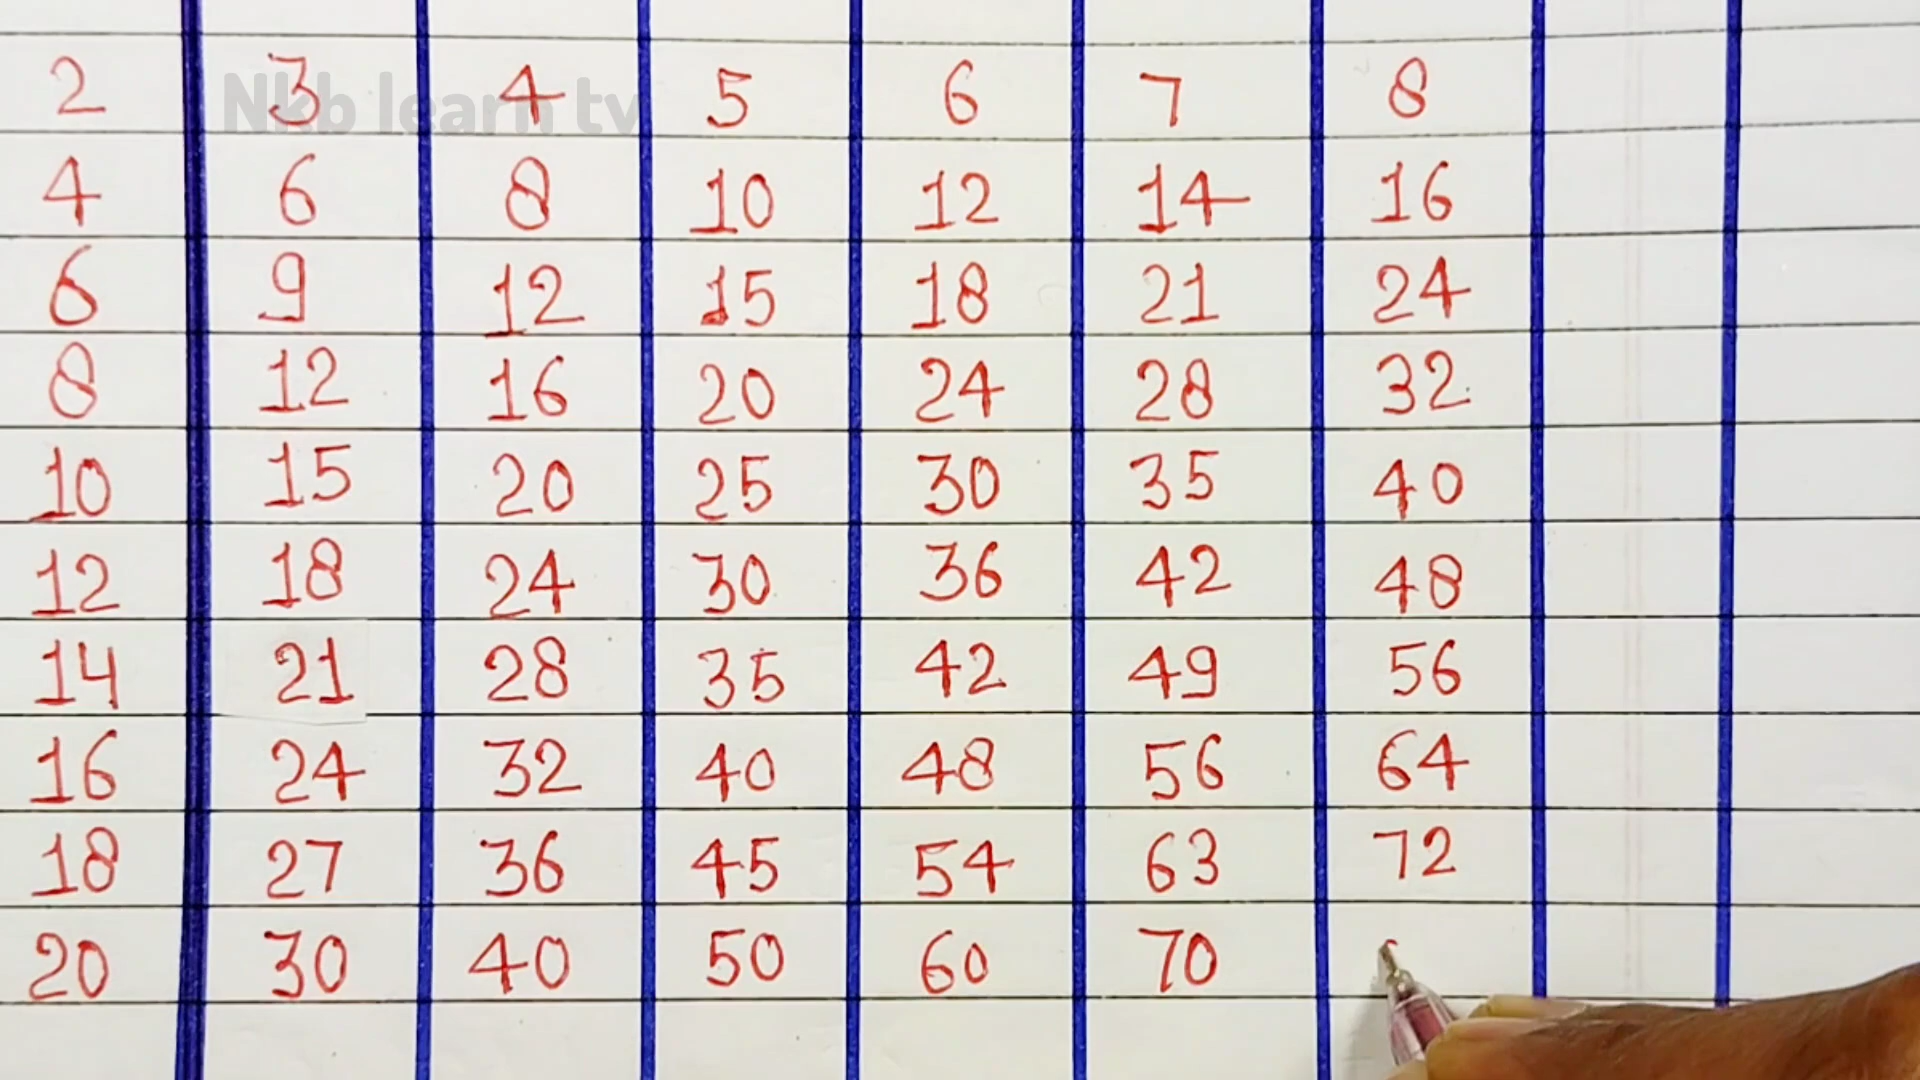 Nkb learn tv
2 3 4 5 6 7 8
4 6 8 10 12 14 16
6 9 12 15 18 21 24
8 12 16 20 24 28 32
10 15 20 25 30 35 40
12 18 24 30 36 42 48
14 21 28 35 42 49 56
16 24 32 40 48 56 64
18 27 36 45 54 63 72
20 30 40 50 60 70